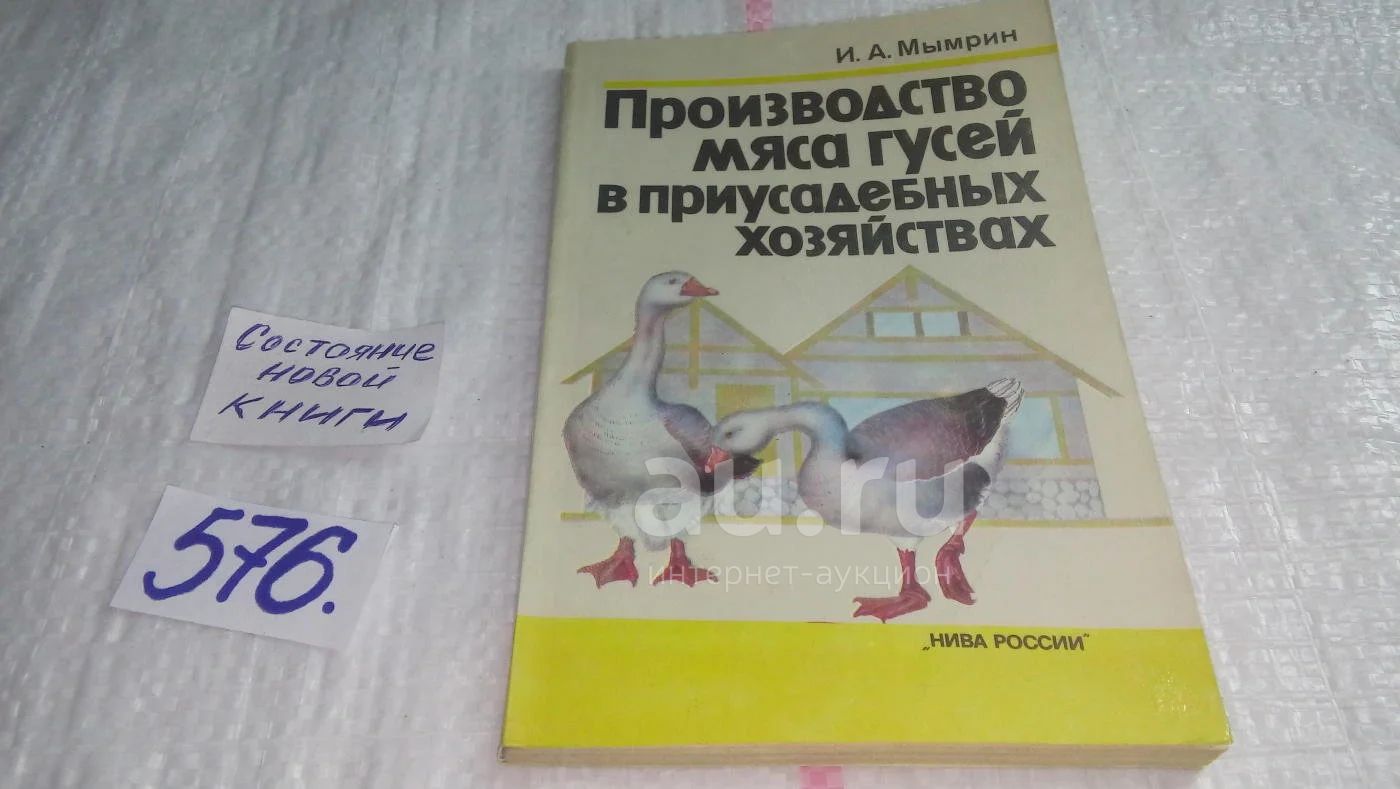 И. А. Мымрин
Производство
мяса гусей
в приусадебных
хозяйствах
Состояние
новой
книги
576.
au.ru
интернет-аукцион
„НИВА РОССИИ"